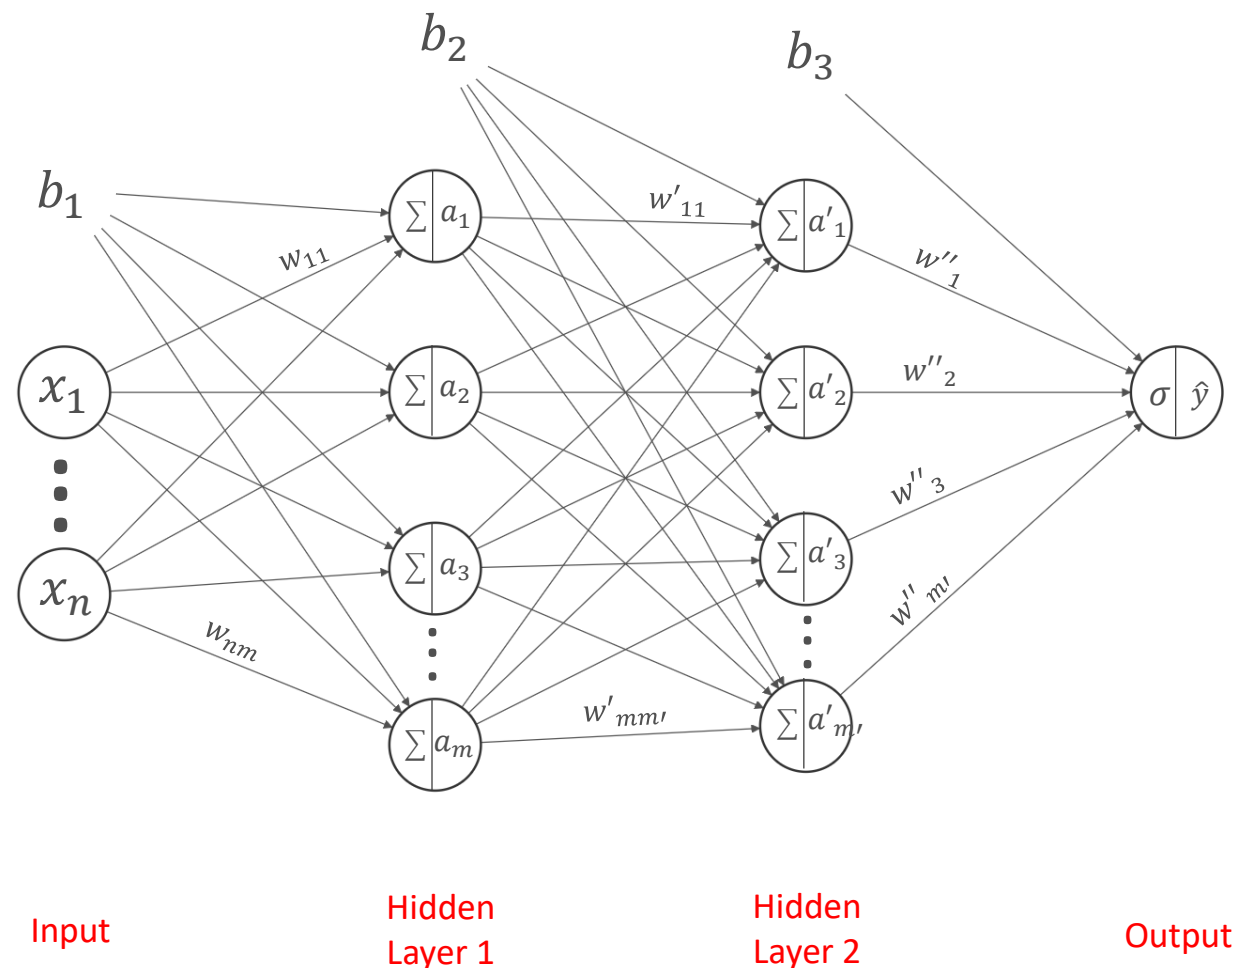 b₂
b₃
b₁
w₁₁
∑ a₁
w′₁₁
∑ a′₁
w″₁
x₁
∑ a₂
∑ a′₂
w″₂
σ ŷ
xₙ
∑ a₃
∑ a′₃
w″₃
wₙₘ
w″ₘ′
∑ aₘ
w′ₘₘ′
∑ a′ₘ′
Input
Hidden
Layer 1
Hidden
Layer 2
Output